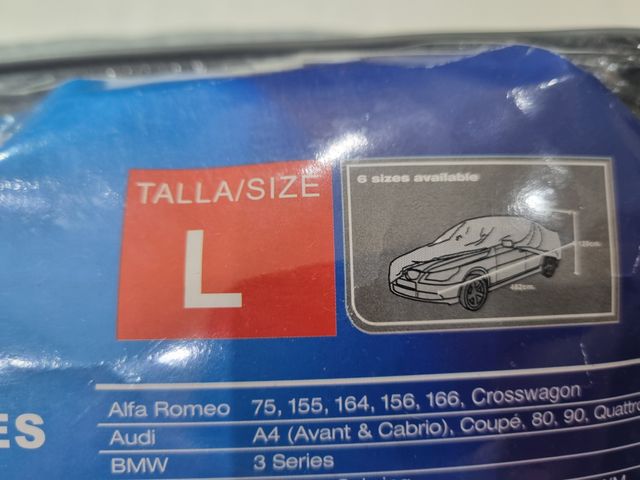 TALLA/SIZE
L
6 sizes available
482cm.
ES
Alfa Romeo 75, 155, 164, 156, 166, Crosswagon
Audi A4 (Avant & Cabrio), Coupé, 80, 90, Quattro
BMW 3 Series